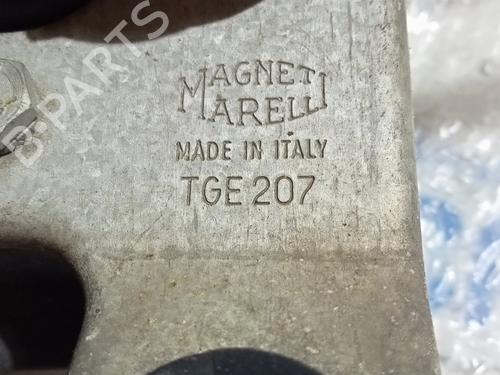 MAGNETI
MARELLI
MADE IN ITALY
TGE 207
B-PARTS